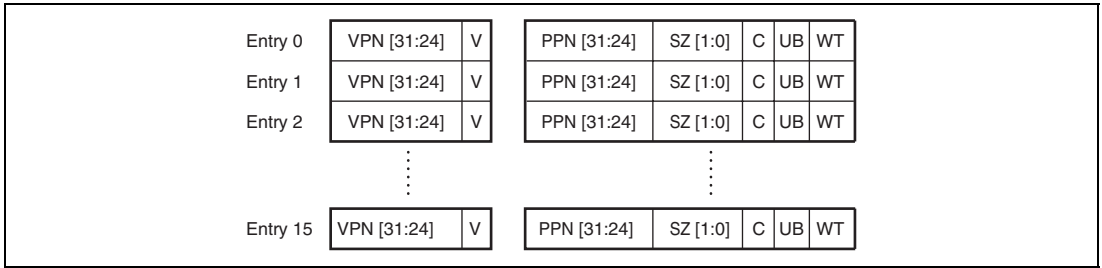 Entry 0 VPN [31:24] V PPN [31:24] SZ [1:0] C UB WT
Entry 1 VPN [31:24] V PPN [31:24] SZ [1:0] C UB WT
Entry 2 VPN [31:24] V PPN [31:24] SZ [1:0] C UB WT
Entry 15 VPN [31:24] V PPN [31:24] SZ [1:0] C UB WT